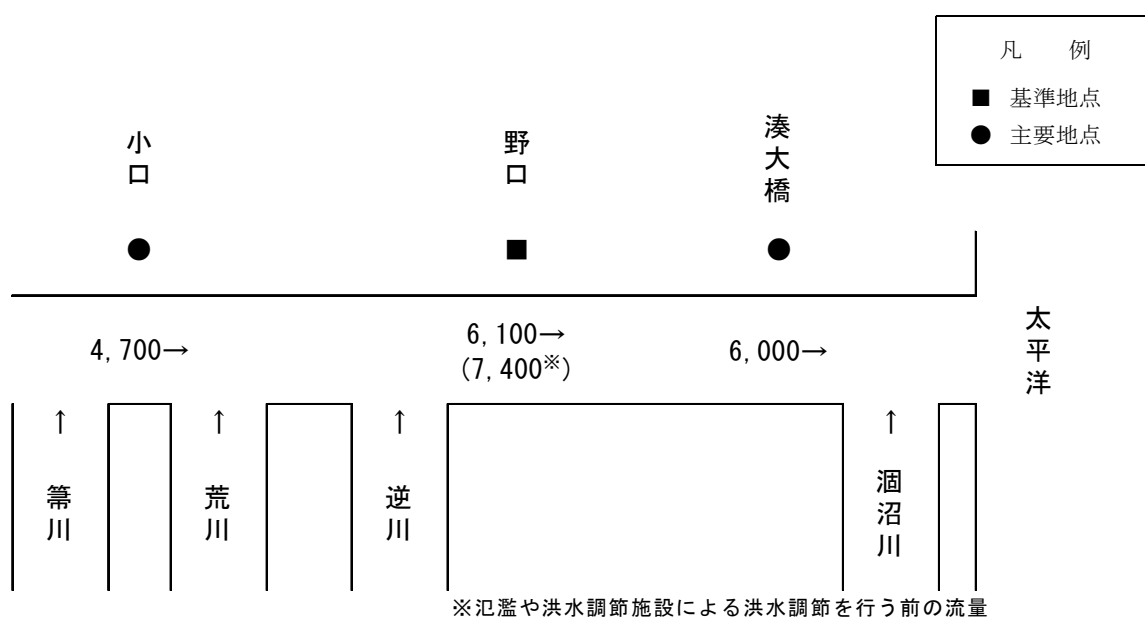 凡 例
■ 基準地点
● 主要地点
小口
野口
湊大橋
●
■
●
4,700→
6,100→
(7,400※)
6,000→
太平洋
↑
↑
↑
↑
箒川
荒川
逆川
涸沼川
※氾濫や洪水調節施設による洪水調節を行う前の流量